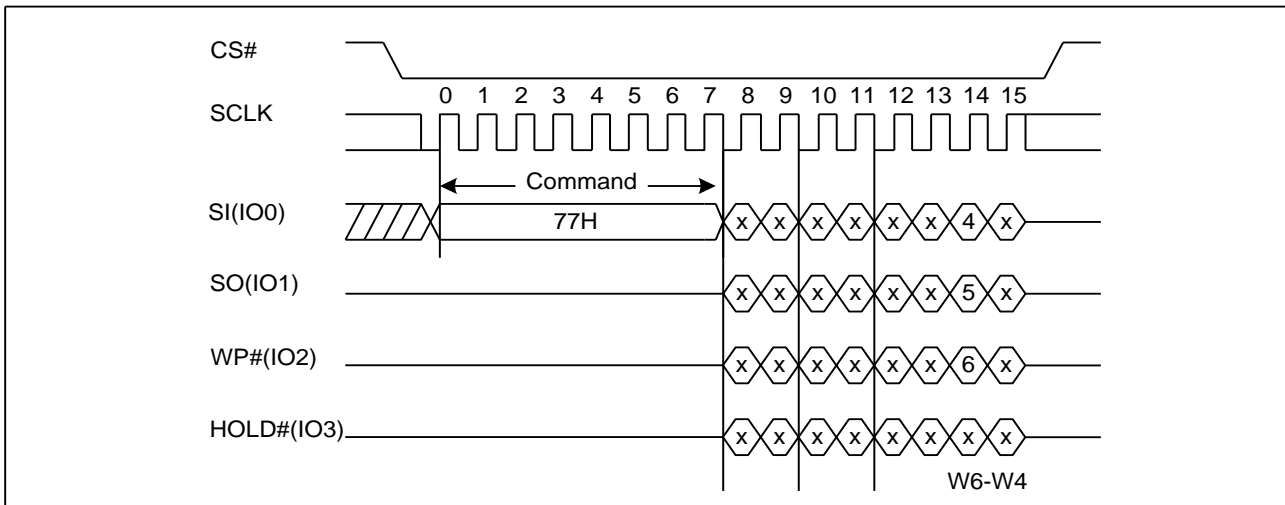 CS#
0 1 2 3 4 5 6 7 8 9 10 11 12 13 14 15
SCLK
Command
SI(IO0) 77H x x x x x x 4 x
SO(IO1) x x x x x x 5 x
WP#(IO2) x x x x x x 6 x
HOLD#(IO3) x x x x x x x x
W6-W4